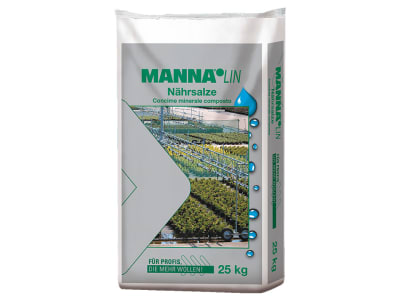 MANNA LIN
Nährsalze
Concime minerale composto
FÜR PROFIS,
DIE MEHR WOLLEN!
25 kg
MANNA LIN
25 kg